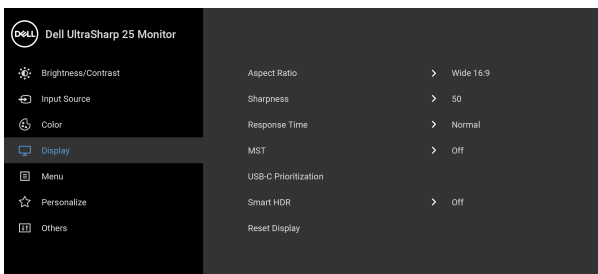 DELL Dell UltraSharp 25 Monitor
Brightness/Contrast Aspect Ratio > Wide 16:9
Input Source Sharpness > 50
Color Response Time > Normal
Display MST > Off
Menu USB-C Prioritization
Personalize Smart HDR > Off
Others Reset Display